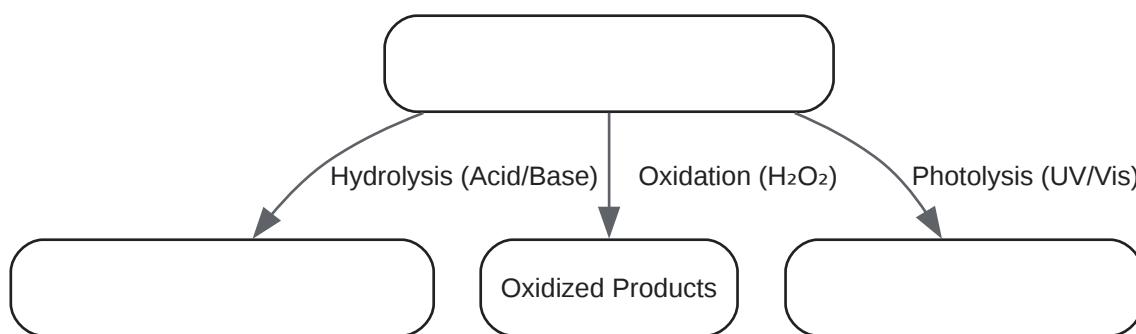 Hydrolysis (Acid/Base)
Oxidation (H₂O₂)
Photolysis (UV/Vis)
Oxidized Products